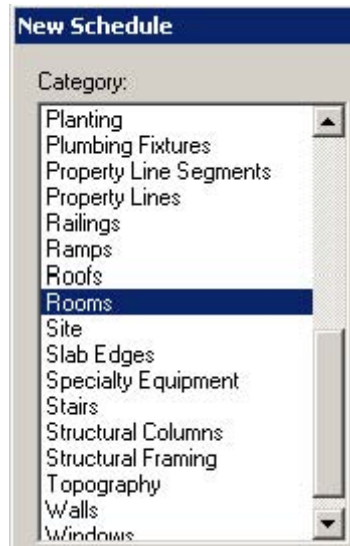 New Schedule
Category:
Planting
Plumbing Fixtures
Property Line Segments
Property Lines
Railings
Ramps
Roofs
Rooms
Site
Slab Edges
Specialty Equipment
Stairs
Structural Columns
Structural Framing
Topography
Walls
Windows